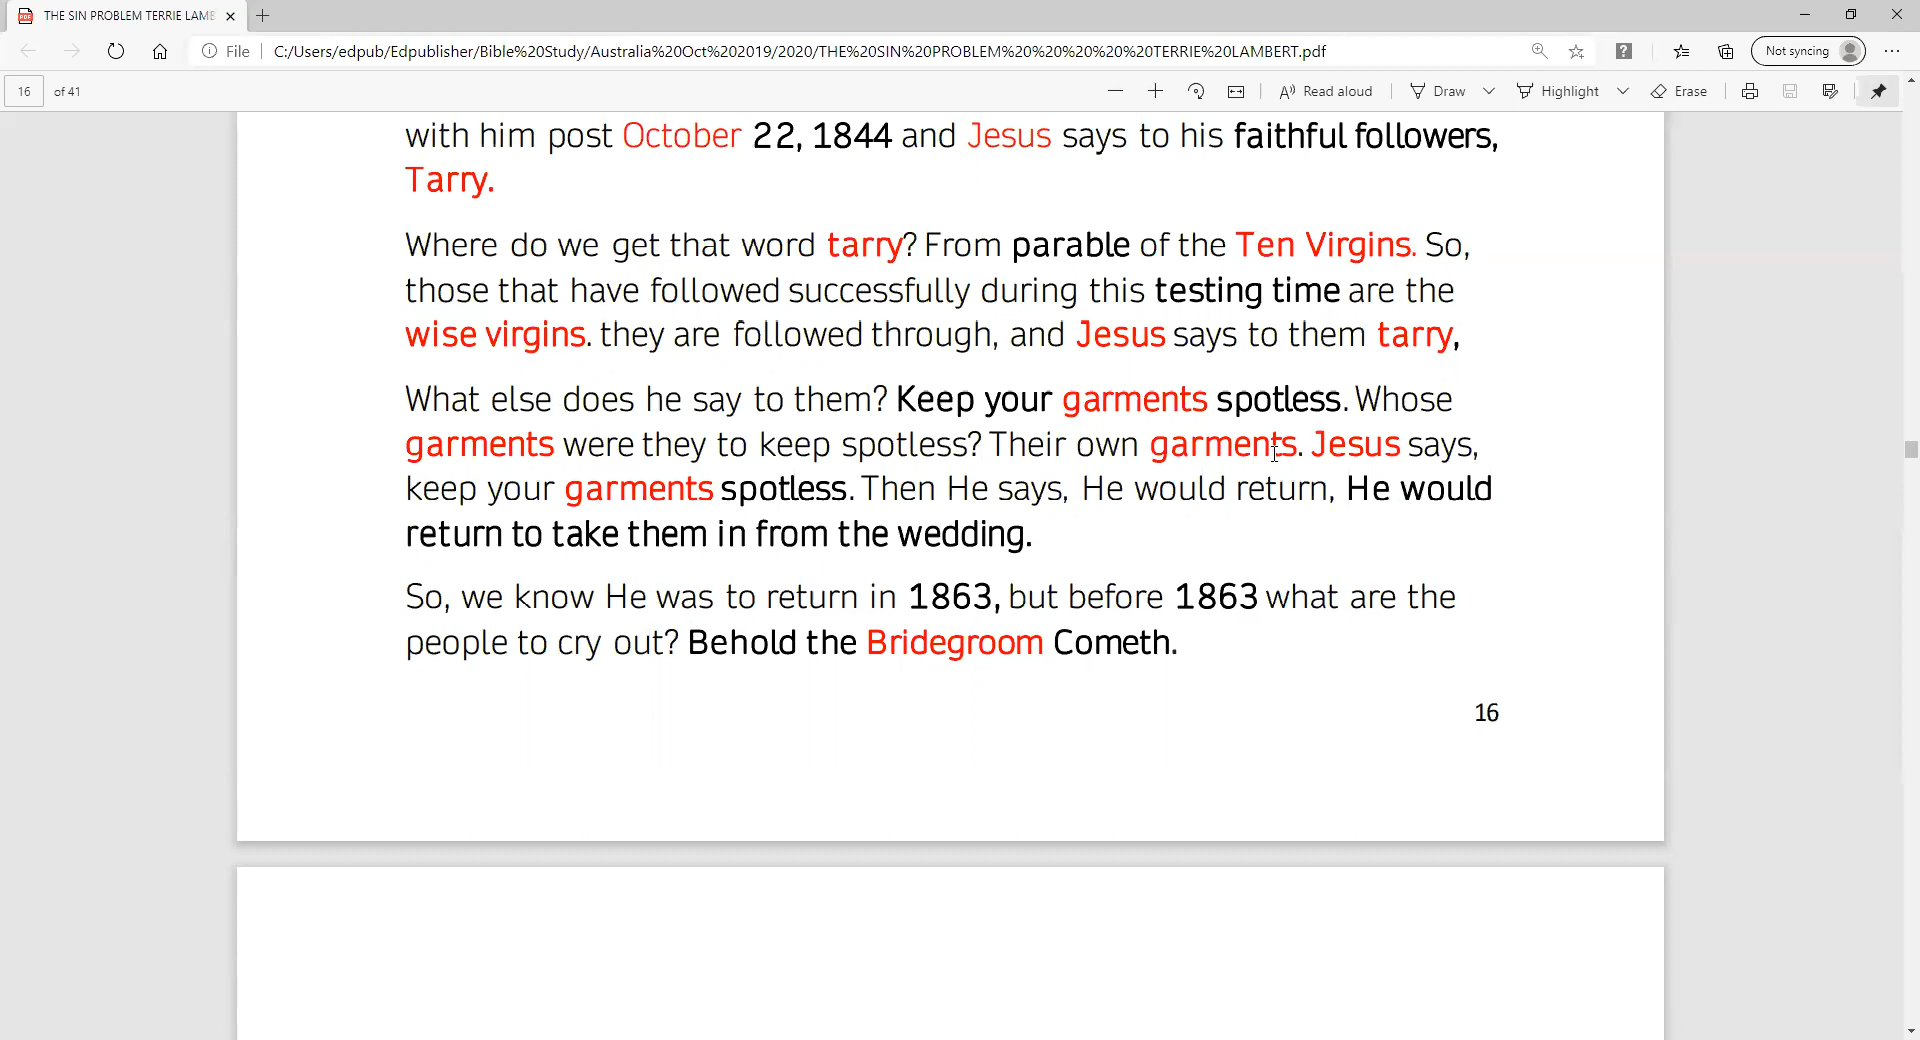 THE SIN PROBLEM TERRIE LAMB
File
C:/Users/edpub/Edpublisher/Bible%20Study/Australia%20Oct%202019/2020/THE%20SIN%20PROBLEM%20%20%20%20%20TERRIE%20LAMBERT.pdf
Not syncing
16 of 41
Read aloud
Draw
Highlight
Erase
with him post October 22, 1844 and Jesus says to his faithful followers,
Tarry.
Where do we get that word tarry? From parable of the Ten Virgins. So,
those that have followed successfully during this testing time are the
wise virgins. they are followed through, and Jesus says to them tarry,
What else does he say to them? Keep your garments spotless. Whose
garments were they to keep spotless? Their own garments. Jesus says,
keep your garments spotless. Then He says, He would return, He would
return to take them in from the wedding.
So, we know He was to return in 1863, but before 1863 what are the
people to cry out? Behold the Bridegroom Cometh.
16